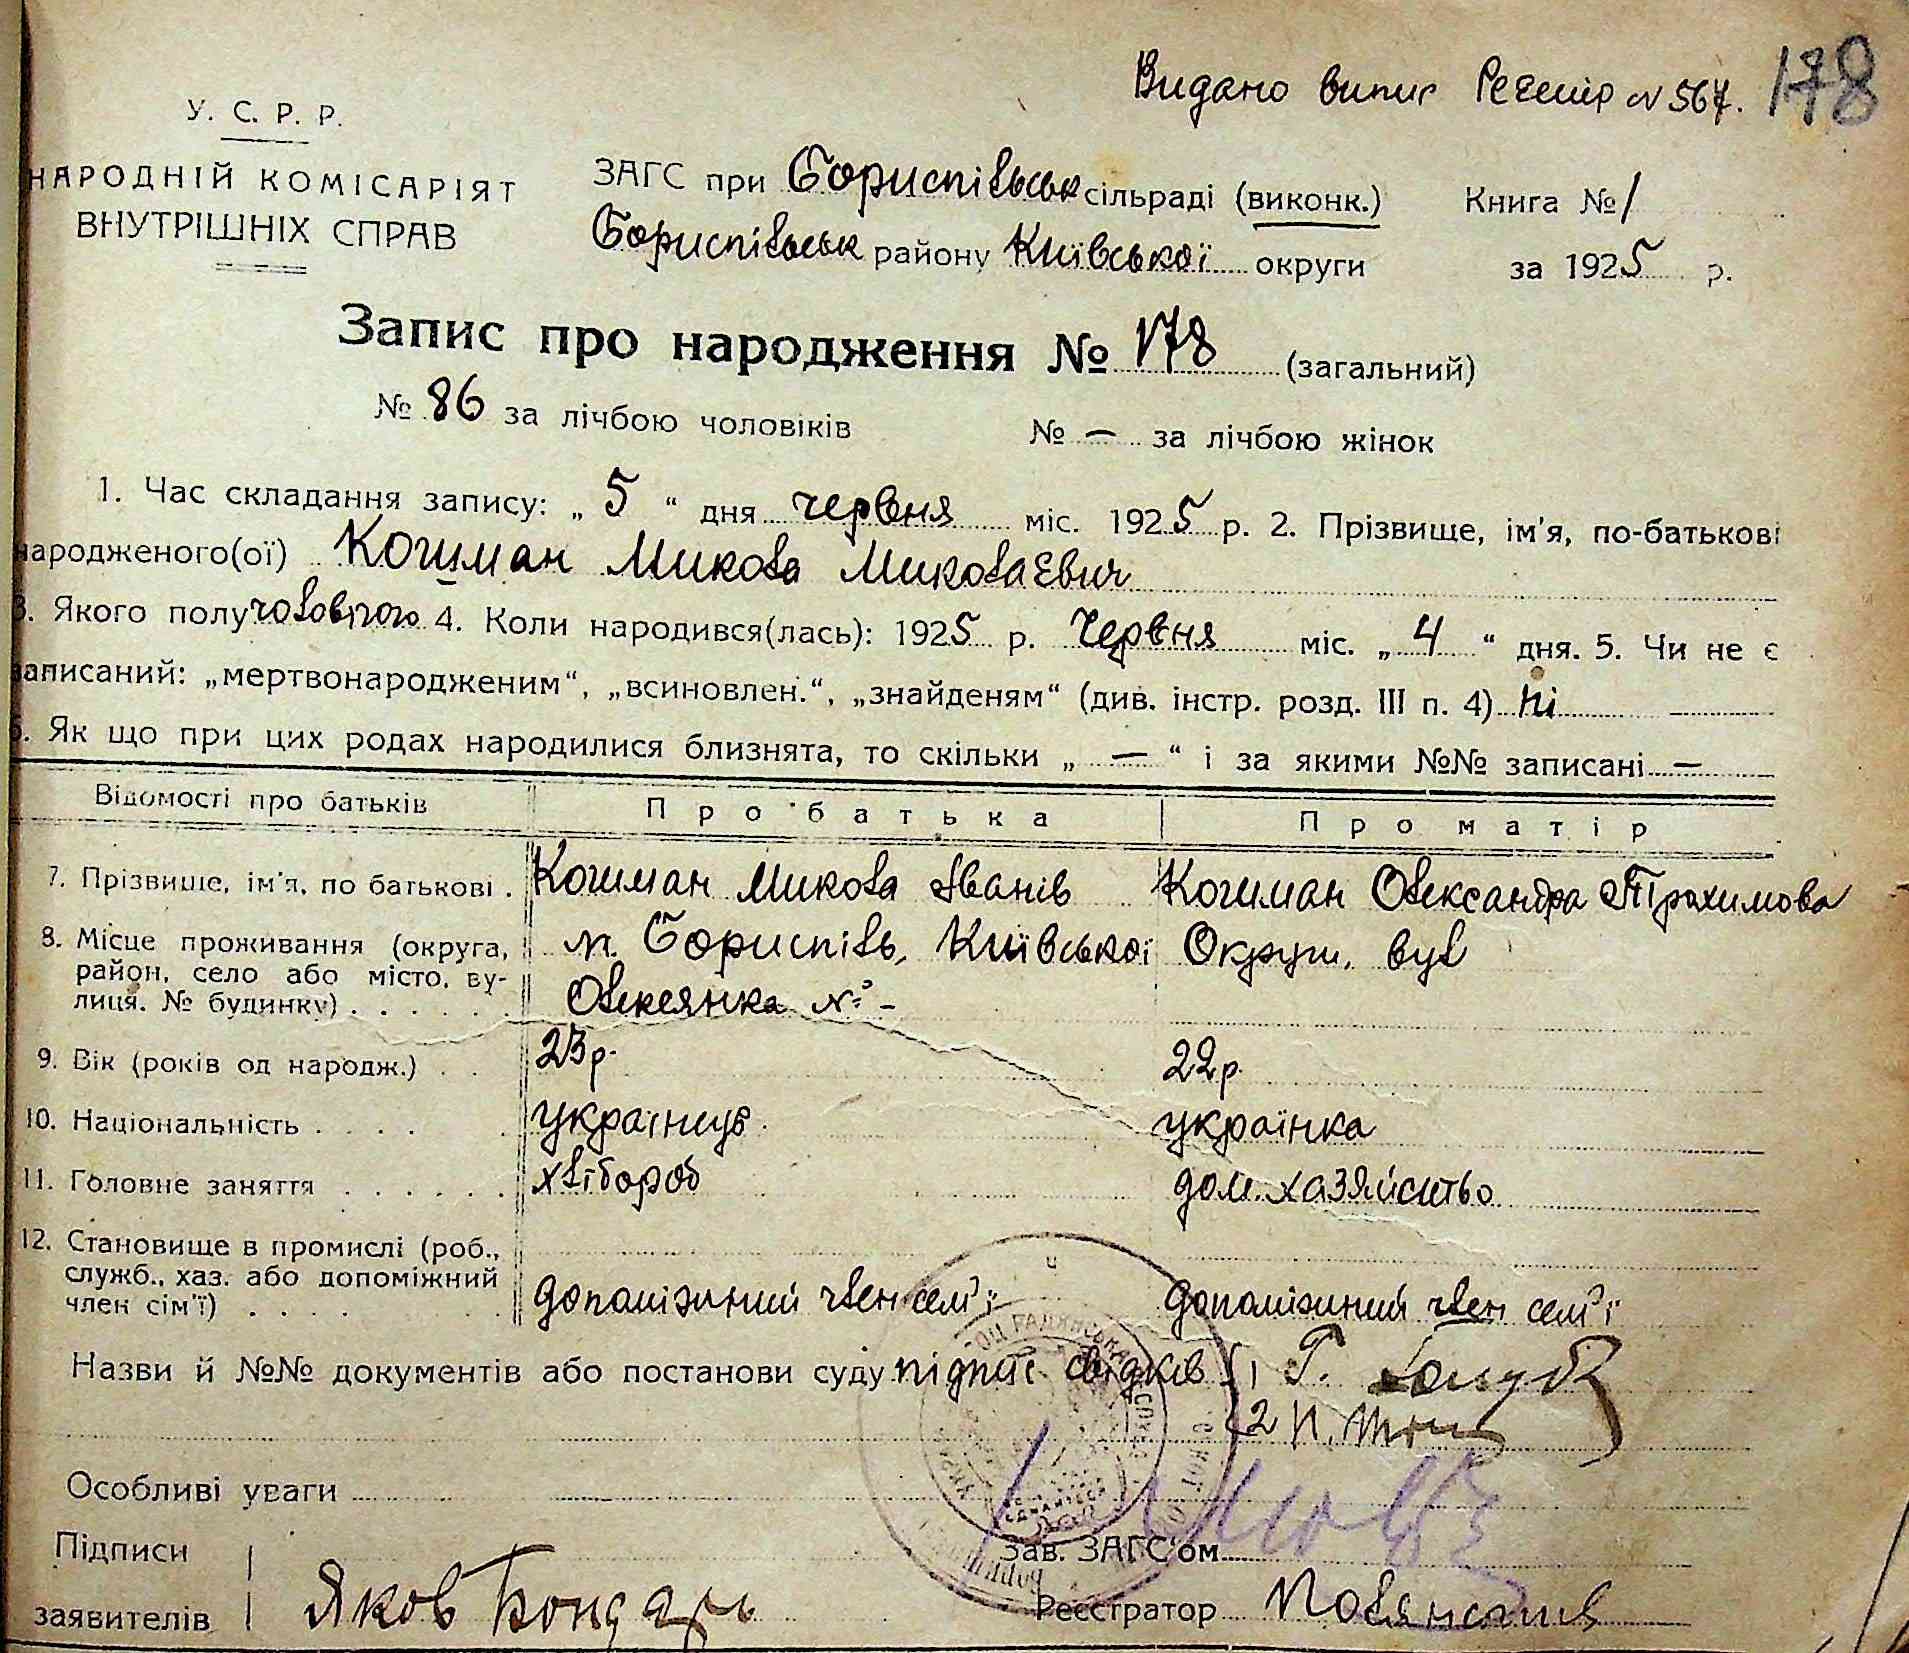 Видано випис Реєстр № 567. 178
У. С. Р. Р.
НАРОДНІЙ КОМІСАРІЯТ
ВНУТРІШНІХ СПРАВ
ЗАГС при Бориспільськ сільраді (виконк.) Книга № 1
Бориспільськ району Київської округи за 1925 р.
Запис про народження № 178 (загальний)
№ 86 за лічбою чоловіків № — за лічбою жінок
1. Час складання запису: „ 5 “ дня червня міс. 1925 р. 2. Прізвище, ім'я, по-батькові
народженого(ої) Кошман Микола Миколаєвич
3. Якого полу чоловічого 4. Коли народився(лась): 1925 р. Червня міс. „ 4 “ дня. 5. Чи не є
записаний: „мертвонародженим“, „всиновлен.“, „знайденям“ (див. інстр. розд. III п. 4) ні
6. Як що при цих родах народилися близнята, то скільки „ — “ і за якими №№ записані —
Відомості про батьків Про батька Про матір
7. Прізвище, ім'я, по батькові . Кошман Микола Іванів Кошман Олександра Трохимова
8. Місце проживання (округа, район, село або місто, вулиця, № будинку) м. Бориспіль, Київської Округи, вул
Олексянка № -
9. Вік (років од народж.) 23 р. 22 р.
10. Національність українць українка
11. Головне заняття хлібороб дом. хазяйство
12. Становище в промислі (роб.,
служб., хаз. або допоміжний
член сім'ї) допоміжний член сем'ї допоміжний член сем'ї
Назви й №№ документів або постанови суду підпис свідків 1 Г. Голуб
2 П.
Особливі уваги
Підписи Зав. ЗАГС'ом
заявителів Яков Бондарь Реєстратор